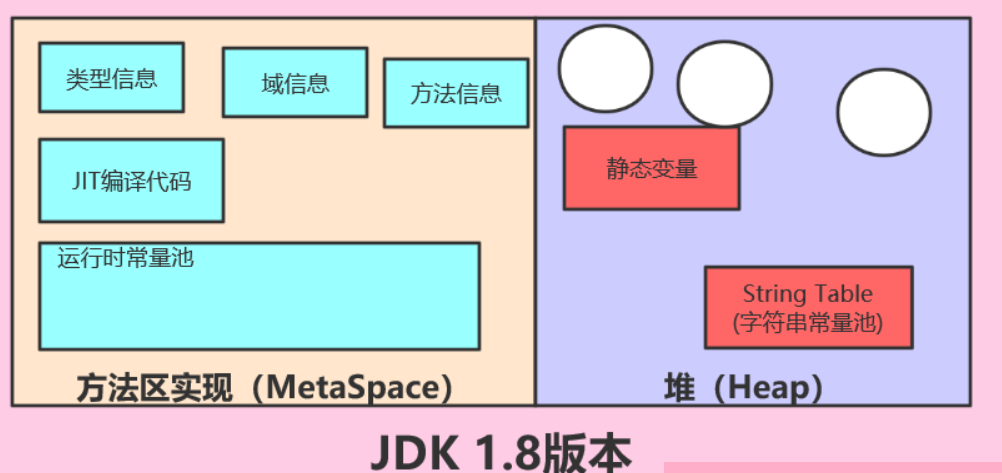 类型信息
域信息
方法信息
JIT编译代码
运行时常量池
方法区实现（MetaSpace）
静态变量
String Table
(字符串常量池)
堆（Heap）
JDK 1.8版本